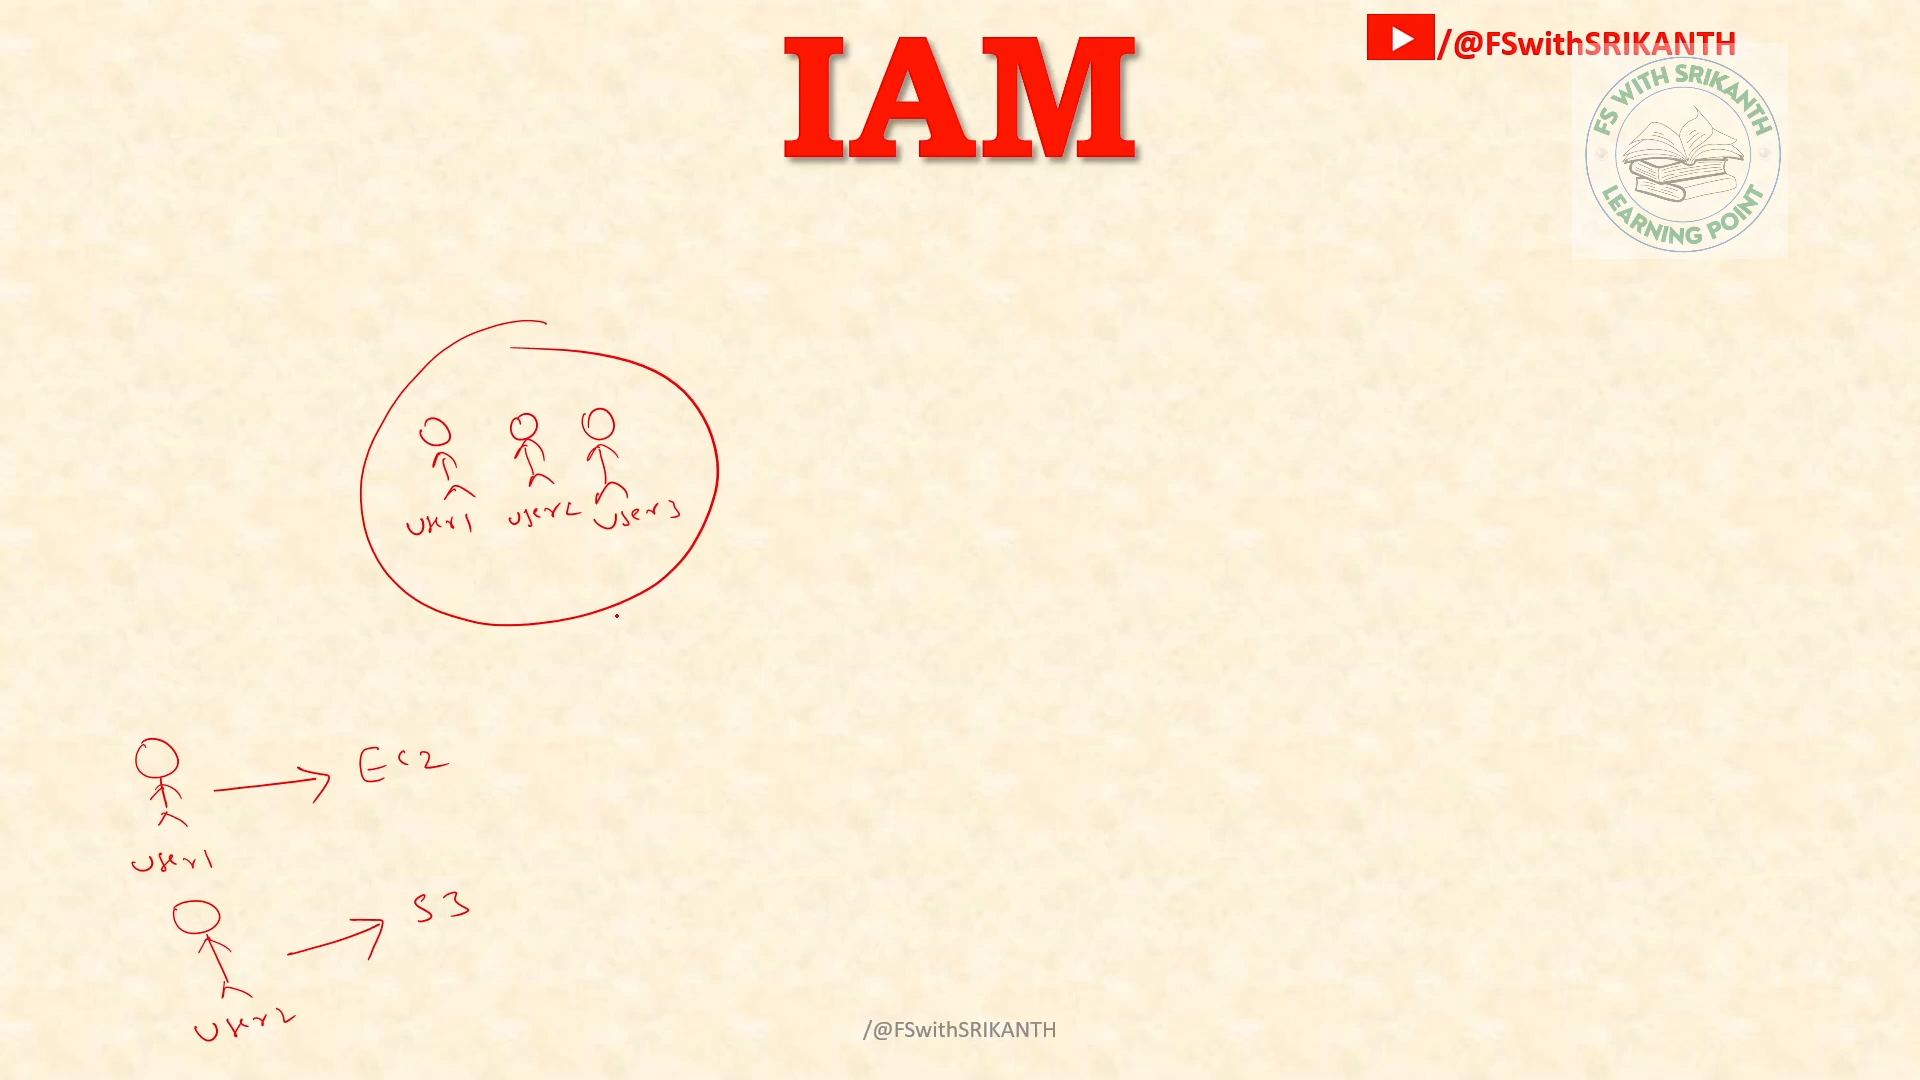 IAM
/@FSwithSRIKANTH
FS WITH SRIKANTH
LEARNING POINT
user1 user2 user3
EC2
user1
S3
user2
/@FSwithSRIKANTH